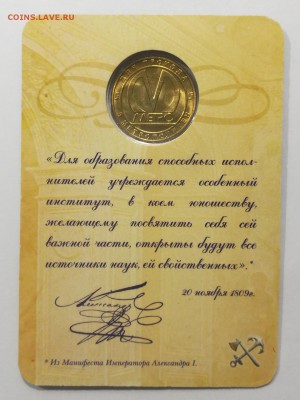 COINS.LAVE.RU
«Для образования способных испол-
нителей учреждается особенный
институт, в коем юношеству,
желающему посвятить себя сей
важной части, открыты будут все
источники наук, ей свойственных».*
20 ноября 1809г.
* Из Манифеста Императора Александра I.